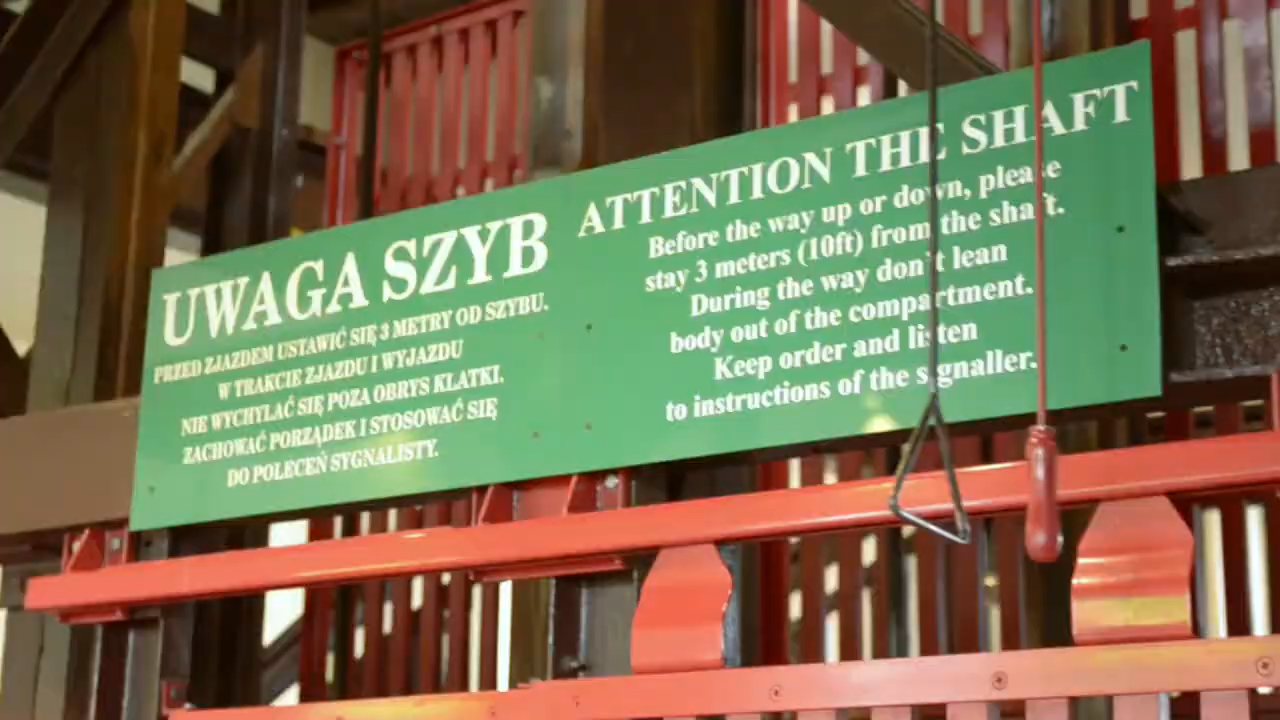 UWAGA SZYB
PRZED ZJAZDEM USTAWIĆ SIĘ 3 METRY OD SZYBU.
W TRAKCIE ZJAZDU I WYJAZDU
NIE WYCHYLAĆ SIĘ POZA OBRYS KLATKI.
ZACHOWAĆ PORZĄDEK I STOSOWAĆ SIĘ
DO POLECEŃ SYGNALISTY.
ATTENTION THE SHAFT
Before the way up or down, please
stay 3 meters (10ft) from the shaft.
During the way don't lean
body out of the compartment.
Keep order and listen
to instructions of the signaller.